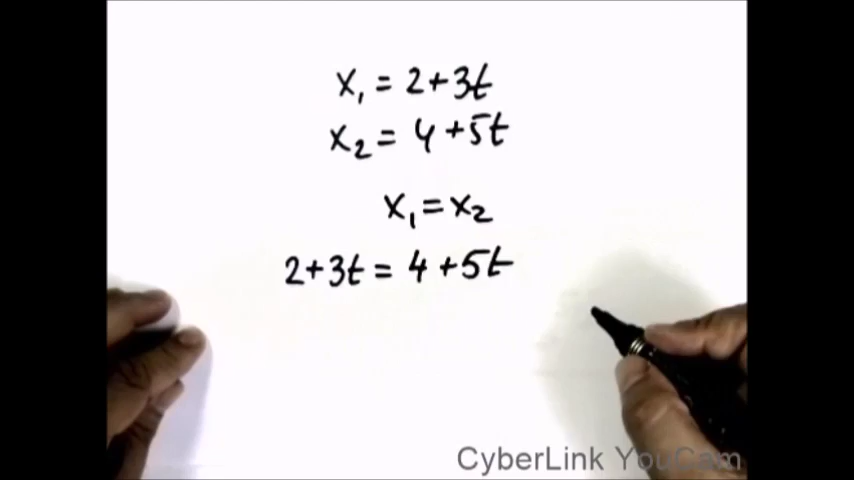 x₁ = 2+3t
x₂ = 4+5t
x₁ = x₂
2+3t = 4+5t
CyberLink YouCam